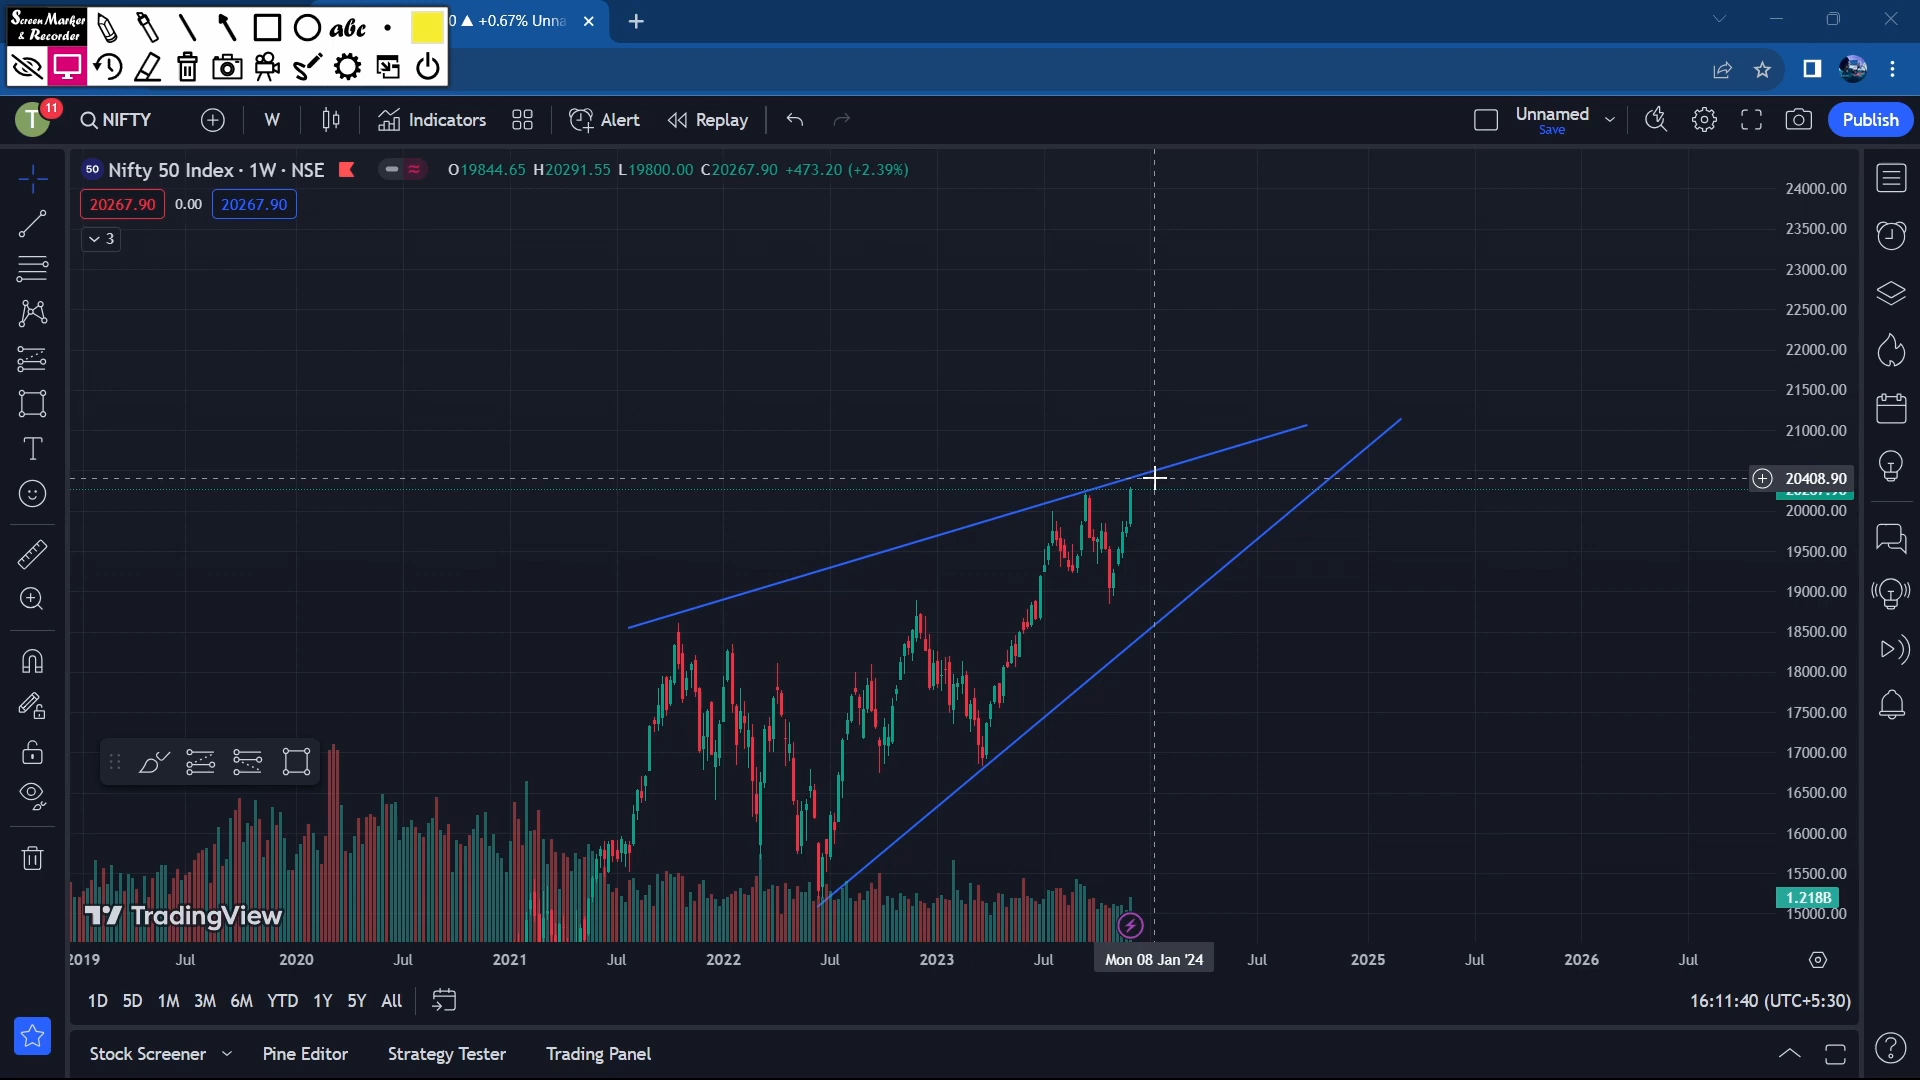 Screen Marker
& Recorder
abc
0 ▲ +0.67% Unna
T
11
NIFTY
W
Indicators
Alert
Replay
Unnamed
Save
Publish
50 Nifty 50 Index · 1W · NSE
O19844.65 H20291.55 L19800.00 C20267.90 +473.20 (+2.39%)
20267.90 0.00 20267.90
3
24000.00
23500.00
23000.00
22500.00
22000.00
21500.00
21000.00
20408.90
20000.00
19500.00
19000.00
18500.00
18000.00
17500.00
17000.00
16500.00
16000.00
15500.00
1.218B
15000.00
TradingView
2019 Jul 2020 Jul 2021 Jul 2022 Jul 2023 Jul Mon 08 Jan '24 Jul 2025 Jul 2026 Jul
1D 5D 1M 3M 6M YTD 1Y 5Y All
16:11:40 (UTC+5:30)
Stock Screener Pine Editor Strategy Tester Trading Panel